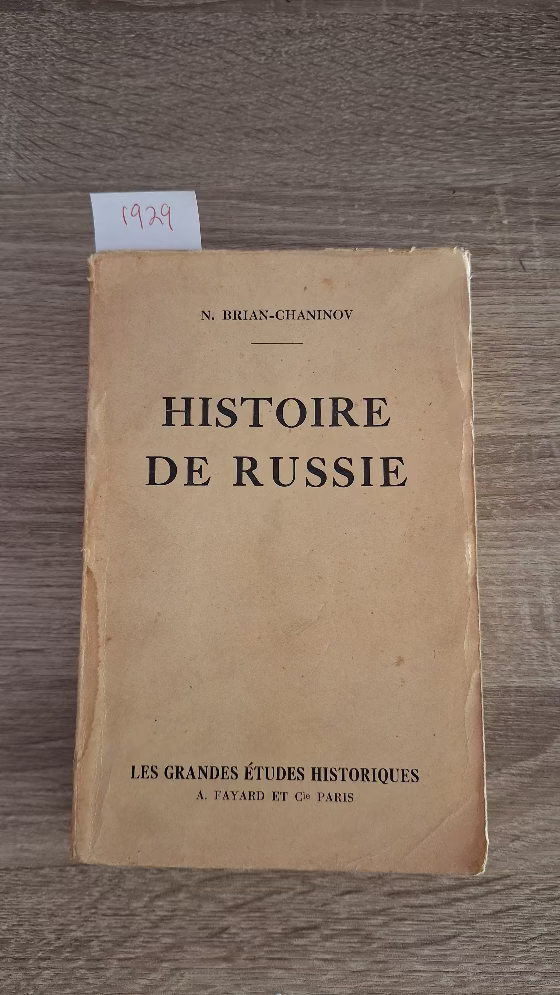 1929
N. BRIAN-CHANINOV
HISTOIRE
DE RUSSIE
LES GRANDES ÉTUDES HISTORIQUES
A. FAYARD ET Cie PARIS